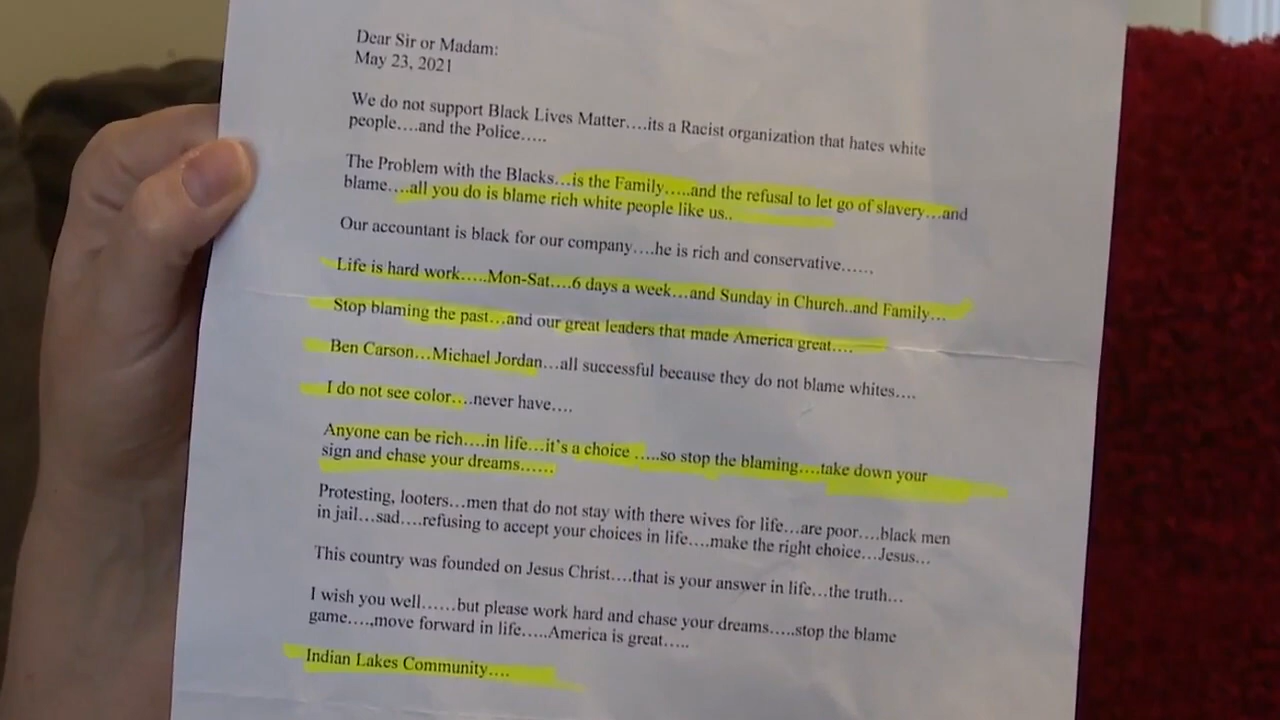 Dear Sir or Madam:
May 23, 2021
We do not support Black Lives Matter....its a Racist organization that hates white
people....and the Police.....
The Problem with the Blacks...is the Family.....and the refusal to let go of slavery...and
blame....all you do is blame rich white people like us..
Our accountant is black for our company....he is rich and conservative......
Life is hard work.....Mon-Sat....6 days a week...and Sunday in Church..and Family...
Stop blaming the past...and our great leaders that made America great....
Ben Carson...Michael Jordan...all successful because they do not blame whites....
I do not see color....never have....
Anyone can be rich....in life...it's a choice .....so stop the blaming....take down your
sign and chase your dreams......
Protesting, looters...men that do not stay with there wives for life...are poor....black men
in jail...sad....refusing to accept your choices in life....make the right choice...Jesus...
This country was founded on Jesus Christ....that is your answer in life...the truth...
I wish you well......but please work hard and chase your dreams.....stop the blame
game....,move forward in life.....America is great.....
Indian Lakes Community....